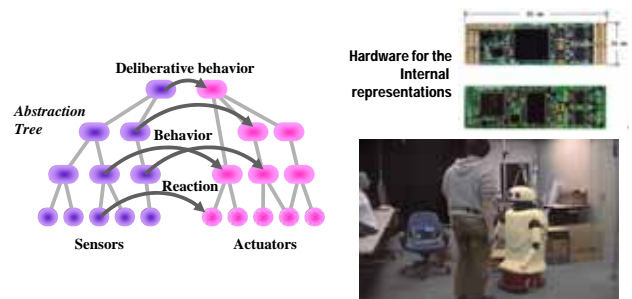 Deliberative behavior
Abstraction
Tree
Behavior
Reaction
Sensors
Actuators
Hardware for the
Internal
representations